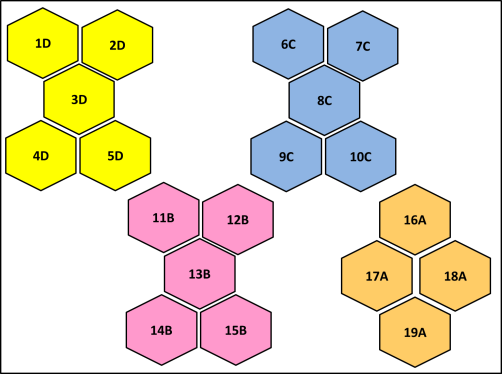 1D 2D
3D
4D 5D
6C 7C
8C
9C 10C
11B 12B
13B
14B 15B
16A
17A 18A
19A